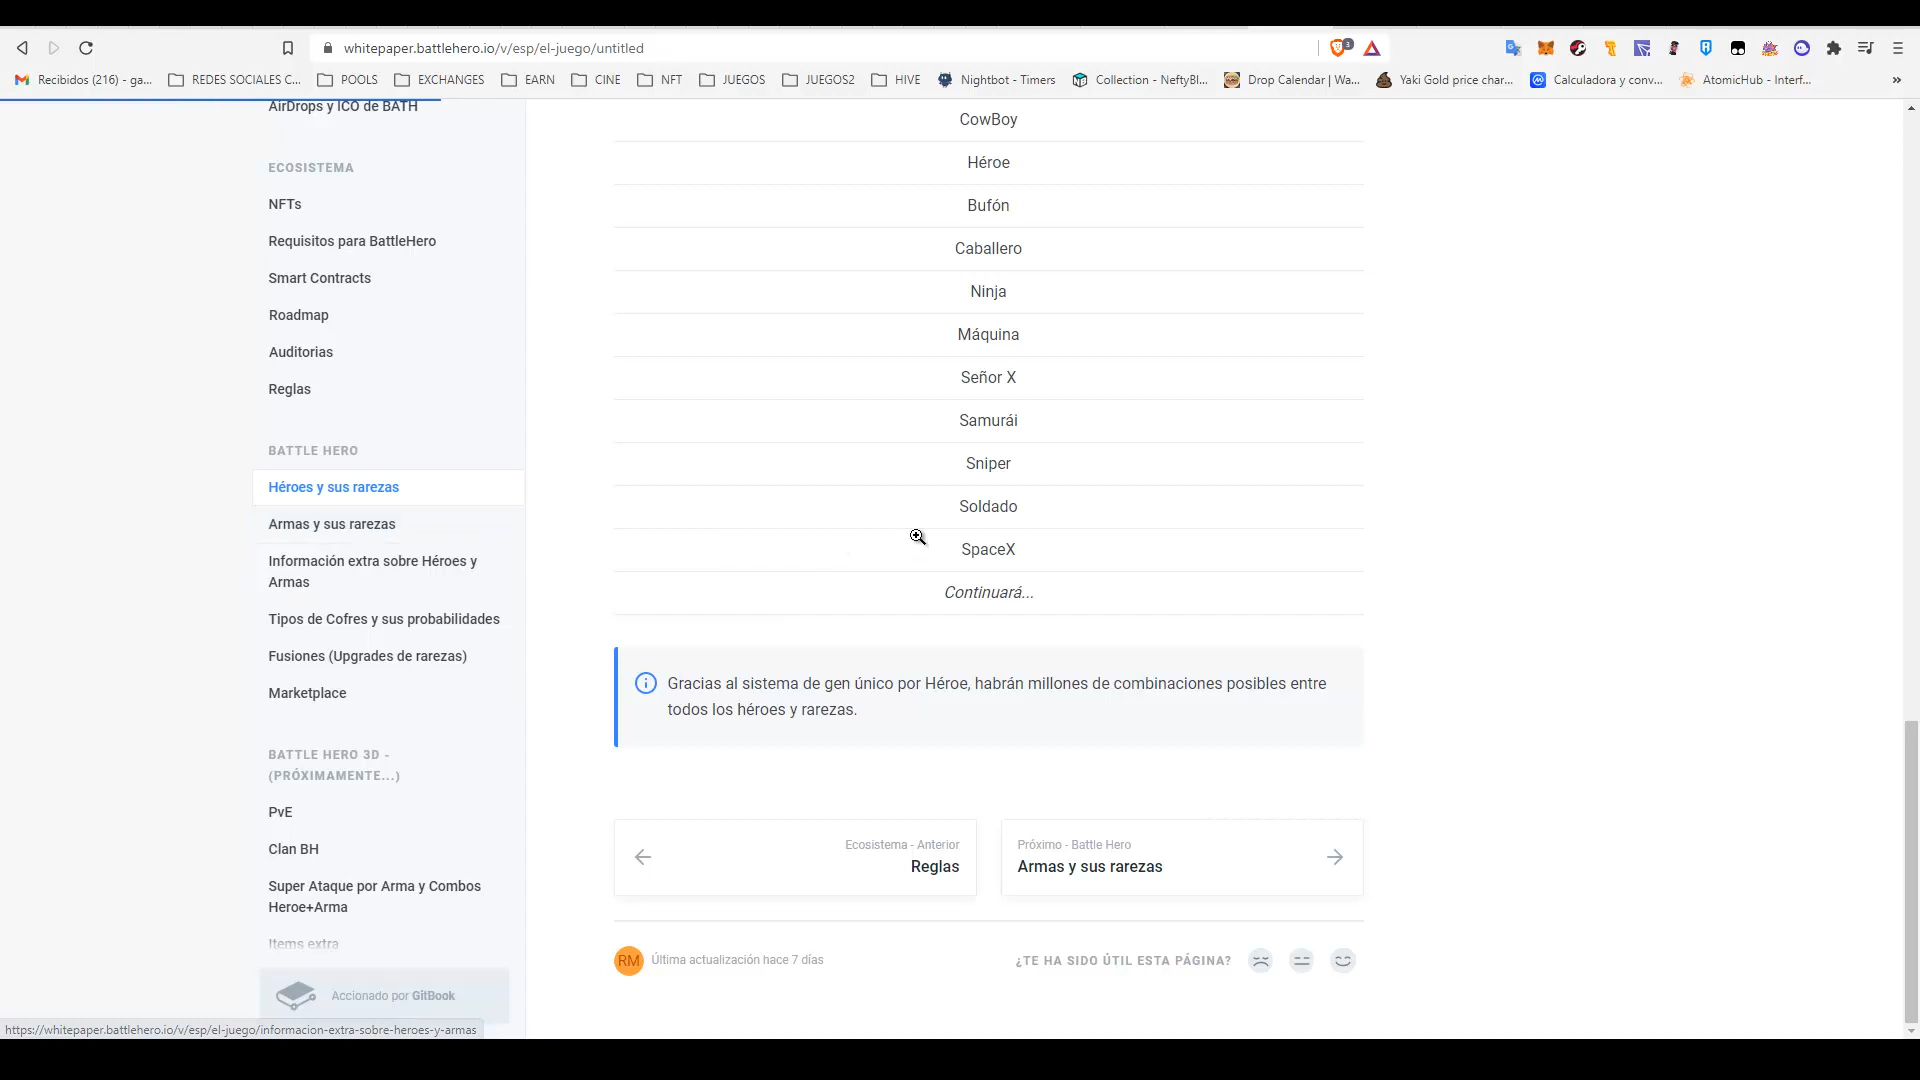 whitepaper.battlehero.io/v/esp/el-juego/untitled
3
Recibidos (216) - ga...
REDES SOCIALES C...
POOLS
EXCHANGES
EARN
CINE
NFT
JUEGOS
JUEGOS2
HIVE
Nightbot - Timers
Collection - NeftyBl...
Drop Calendar | Wa...
Yaki Gold price char...
Calculadora y conv...
AtomicHub - Interf...
»
AirDrops y ICO de BATH
ECOSISTEMA
NFTs
Requisitos para BattleHero
Smart Contracts
Roadmap
Auditorias
Reglas
BATTLE HERO
Héroes y sus rarezas
Armas y sus rarezas
Información extra sobre Héroes y
Armas
Tipos de Cofres y sus probabilidades
Fusiones (Upgrades de rarezas)
Marketplace
BATTLE HERO 3D -
(PRÓXIMAMENTE...)
PvE
Clan BH
Super Ataque por Arma y Combos
Heroe+Arma
Items extra
Accionado por GitBook
https://whitepaper.battlehero.io/v/esp/el-juego/informacion-extra-sobre-heroes-y-armas
CowBoy
Héroe
Bufón
Caballero
Ninja
Máquina
Señor X
Samurái
Sniper
Soldado
SpaceX
Continuará...
Gracias al sistema de gen único por Héroe, habrán millones de combinaciones posibles entre
todos los héroes y rarezas.
Ecosistema - Anterior
Reglas
Próximo - Battle Hero
Armas y sus rarezas
RM
Última actualización hace 7 días
¿TE HA SIDO ÚTIL ESTA PÁGINA?